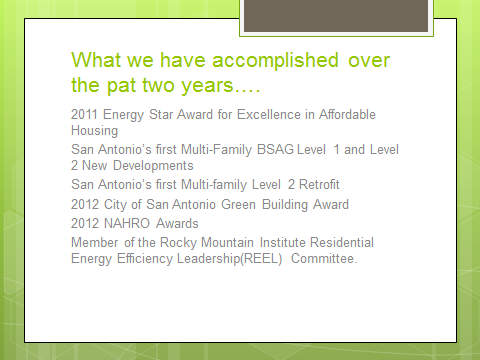 What we have accomplished over
the pat two years….
2011 Energy Star Award for Excellence in Affordable
Housing
San Antonio's first Multi-Family BSAG Level 1 and Level
2 New Developments
San Antonio's first Multi-family Level 2 Retrofit
2012 City of San Antonio Green Building Award
2012 NAHRO Awards
Member of the Rocky Mountain Institute Residential
Energy Efficiency Leadership(REEL) Committee.